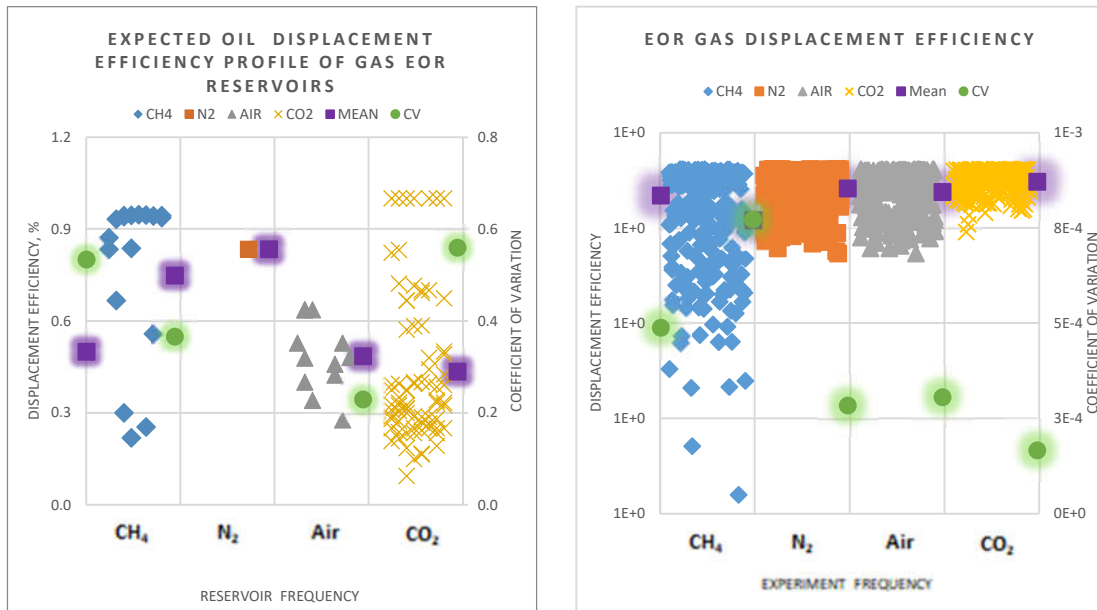 EXPECTED OIL DISPLACEMENT
EFFICIENCY PROFILE OF GAS EOR
RESERVOIRS
CH4 N2 AIR CO2 MEAN CV
1.2
0.9
0.6
0.3
0.0
DISPLACEMENT EFFICIENCY, %
0.8
0.6
0.4
0.2
0.0
COEFFICIENT OF VARIATION
CH₄ N₂ Air CO₂
RESERVOIR FREQUENCY
EOR GAS DISPLACEMENT EFFICIENCY
CH4 N2 AIR CO2 Mean CV
1E+0
1E+0
1E+0
1E+0
1E+0
DISPLACEMENT EFFICIENCY
1E-3
8E-4
5E-4
3E-4
0E+0
COEFFICIENT OF VARIATION
CH₄ N₂ Air CO₂
EXPERIMENT FREQUENCY